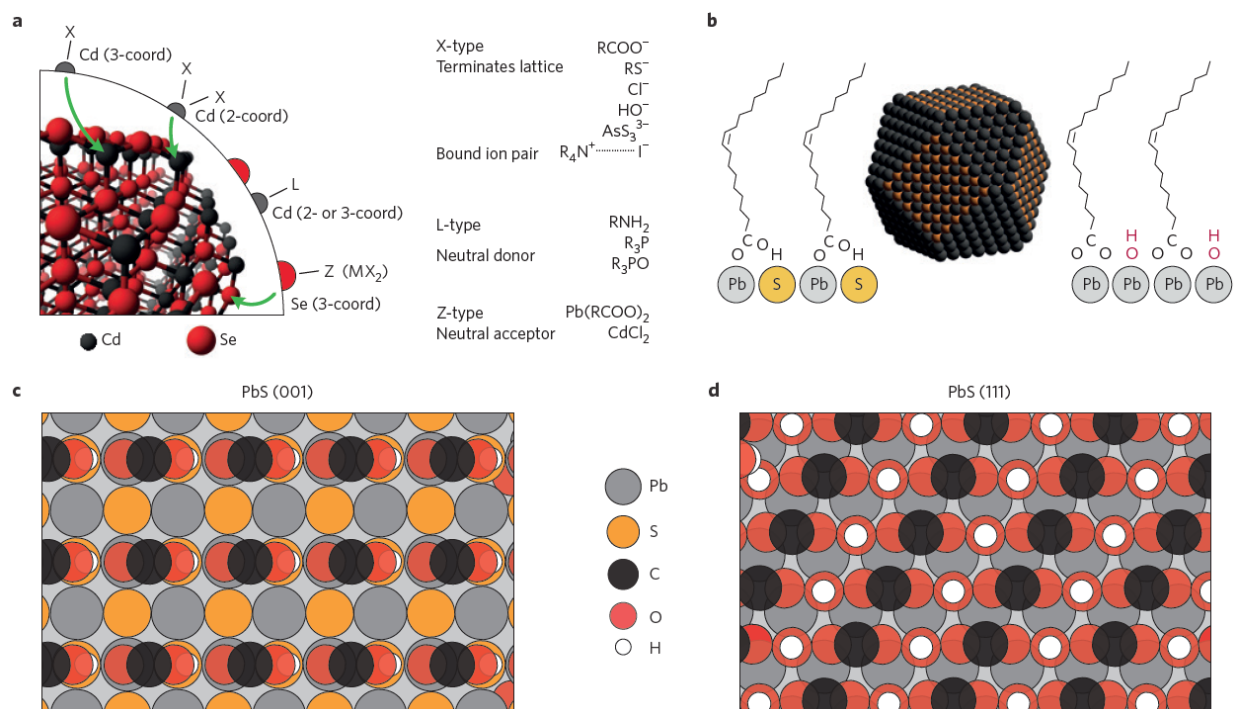 a
X
Cd (3-coord)
X
X
Cd (2-coord)
L
Cd (2- or 3-coord)
Z (MX₂)
Se (3-coord)
Cd
Se
X-type RCOO⁻
Terminates lattice RS⁻
Cl⁻
HO⁻
AsS₃³⁻
Bound ion pair R₄N⁺ I⁻
L-type RNH₂
Neutral donor R₃P
R₃PO
Z-type Pb(RCOO)₂
Neutral acceptor CdCl₂
b
C O C O
O H O H
Pb S Pb S
C H C H
O O O O O O
Pb Pb Pb Pb
c
PbS (001)
Pb
S
C
O
H
d
PbS (111)